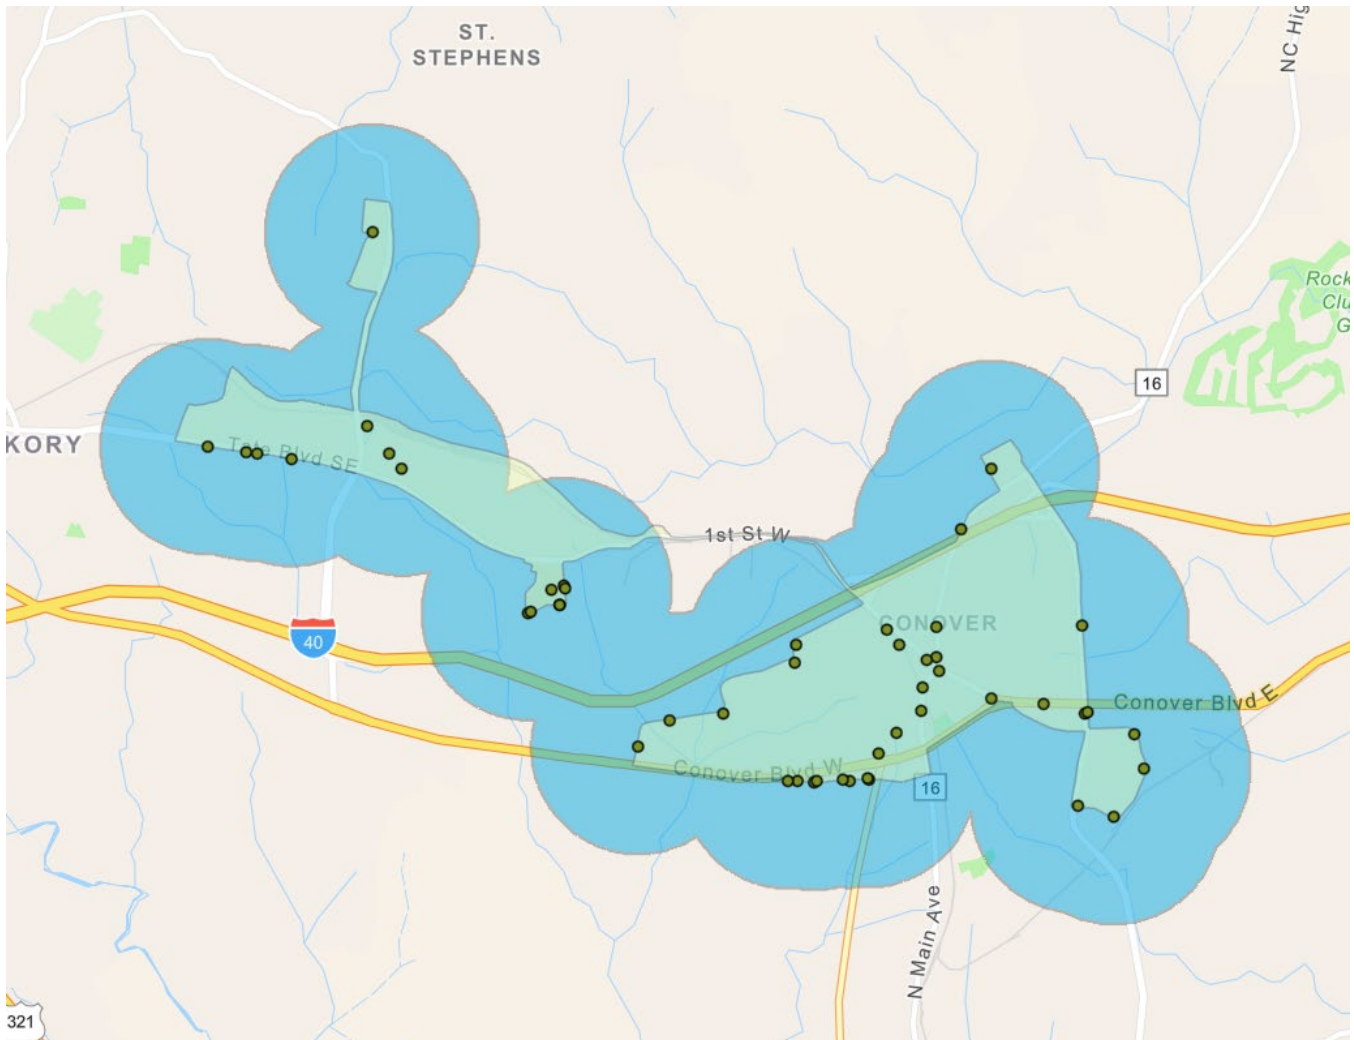 NC Hig
ST.
STEPHENS
Rock
Clu
G
16
KORY
Tate Blvd SE
1st St W
CONOVER
40
Conover Blvd E
Conover Blvd W
16
N Main Ave
321